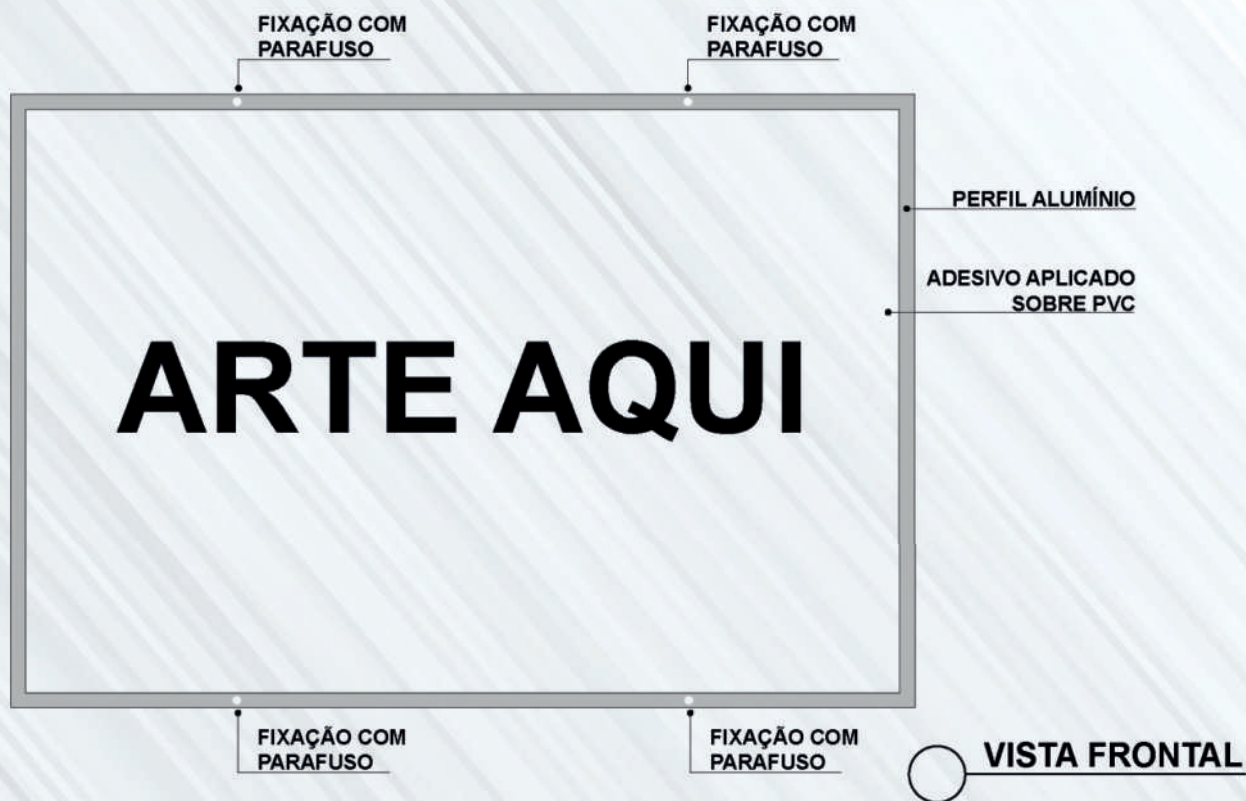 FIXAÇÃO COM
PARAFUSO
FIXAÇÃO COM
PARAFUSO
PERFIL ALUMÍNIO
ADESIVO APLICADO
SOBRE PVC
ARTE AQUI
FIXAÇÃO COM
PARAFUSO
FIXAÇÃO COM
PARAFUSO
VISTA FRONTAL